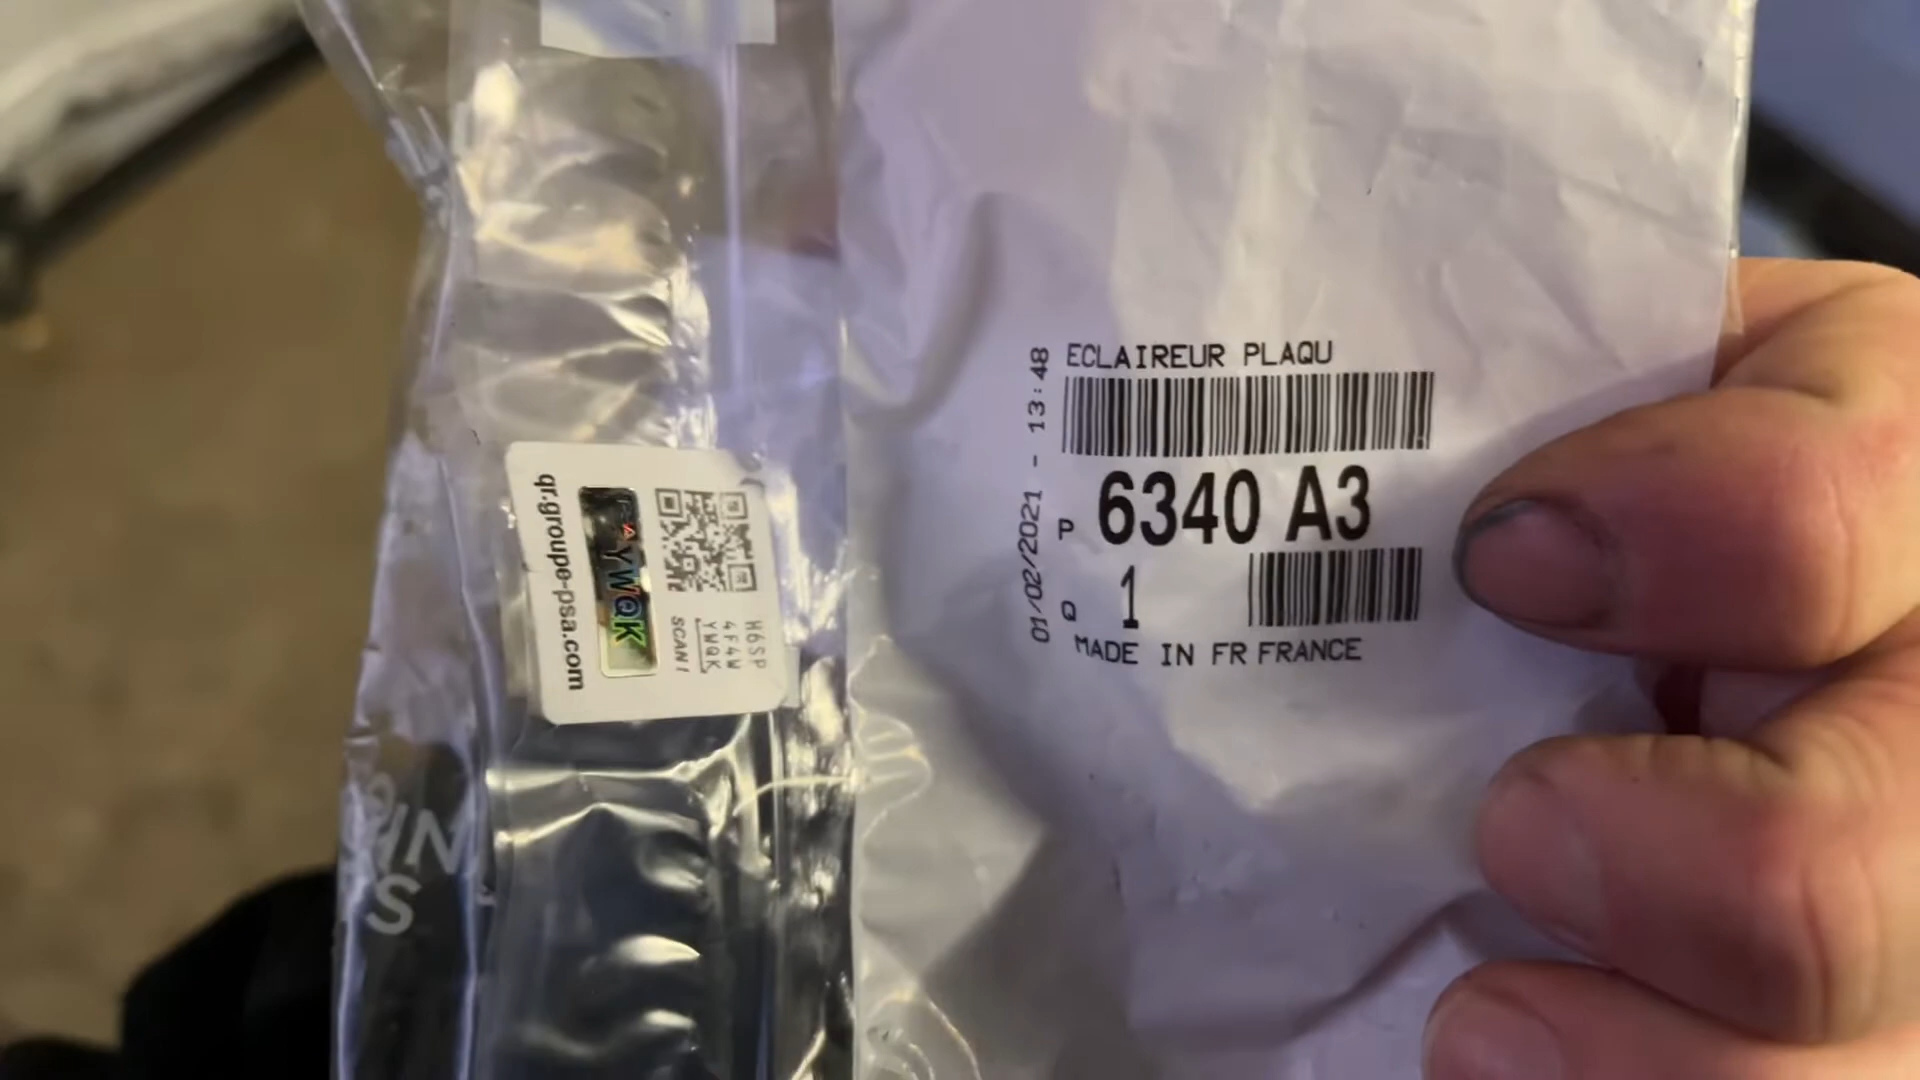 ECLAIREUR PLAQU
P 6340 A3
Q 1
MADE IN FR FRANCE
01/02/2021 - 13:48
qr.groupe-psa.com
YWQK
H6SP
4F44W
YWQK
SCAN !